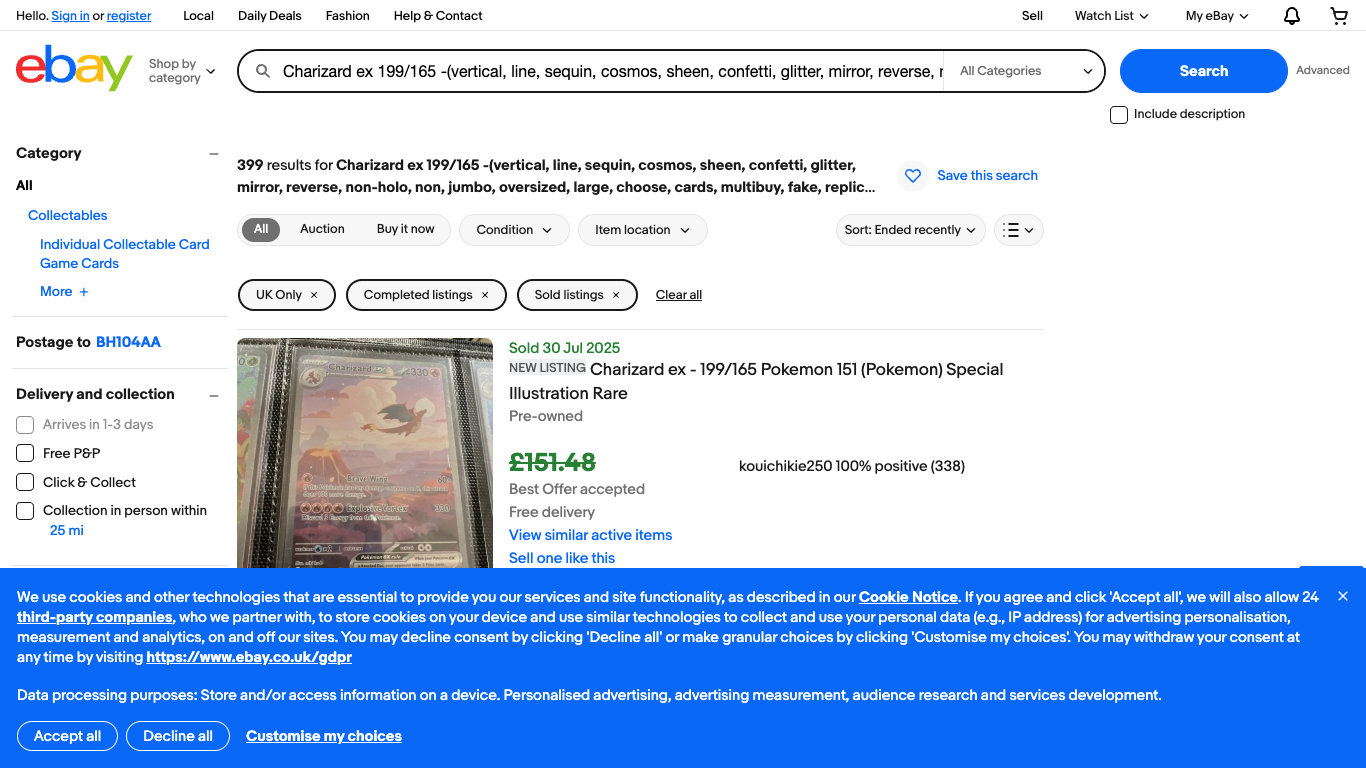 Hello. Sign in or register
Local
Daily Deals
Fashion
Help & Contact
Sell
Watch List
My eBay
ebay
Shop by
category
Charizard ex 199/165 -(vertical, line, sequin, cosmos, sheen, confetti, glitter, mirror, reverse,
All Categories
Search
Advanced
Include description
Category
All
Collectables
Individual Collectable Card
Game Cards
More +
Postage to BH104AA
Delivery and collection
Arrives in 1-3 days
Free P&P
Click & Collect
Collection in person within
25 mi
399 results for Charizard ex 199/165 -(vertical, line, sequin, cosmos, sheen, confetti, glitter,
mirror, reverse, non-holo, non, jumbo, oversized, large, choose, cards, multibuy, fake, replic...
Save this search
All
Auction
Buy it now
Condition
Item location
Sort: Ended recently
UK Only ×
Completed listings ×
Sold listings ×
Clear all
Charizard ex
330
Brave Wing
60+
Explosive Vortex
330
Sold 30 Jul 2025
NEW LISTING Charizard ex - 199/165 Pokemon 151 (Pokemon) Special
Illustration Rare
Pre-owned
£151.48
Best Offer accepted
Free delivery
View similar active items
Sell one like this
kouichikie250 100% positive (338)
We use cookies and other technologies that are essential to provide you our services and site functionality, as described in our Cookie Notice. If you agree and click 'Accept all', we will also allow 24
third-party companies, who we partner with, to store cookies on your device and use similar technologies to collect and use your personal data (e.g., IP address) for advertising personalisation,
measurement and analytics, on and off our sites. You may decline consent by clicking 'Decline all' or make granular choices by clicking 'Customise my choices'. You may withdraw your consent at
any time by visiting https://www.ebay.co.uk/gdpr
Data processing purposes: Store and/or access information on a device. Personalised advertising, advertising measurement, audience research and services development.
Accept all
Decline all
Customise my choices